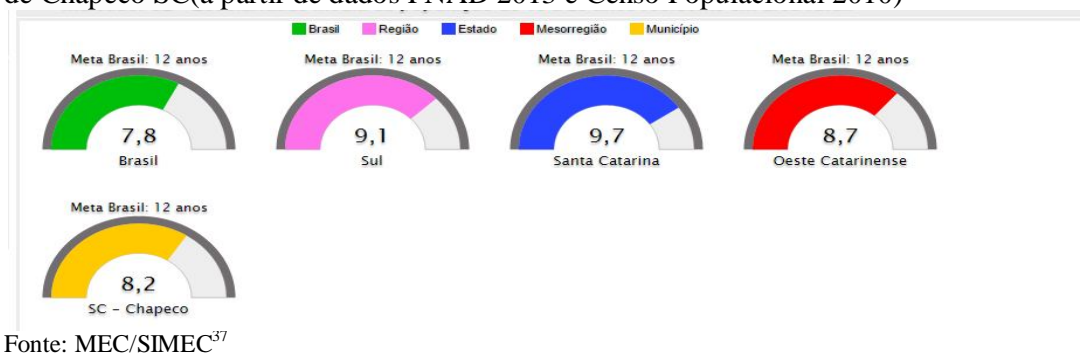 de Chapecó SC(a partir de dados PNAD 2013 e Censo Populacional 2010)
Brasil Região Estado Mesorregião Município
Meta Brasil: 12 anos Meta Brasil: 12 anos Meta Brasil: 12 anos Meta Brasil: 12 anos
7,8 9,1 9,7 8,7
Brasil Sul Santa Catarina Oeste Catarinense
Meta Brasil: 12 anos
8,2
SC - Chapeco
Fonte: MEC/SIMEC37